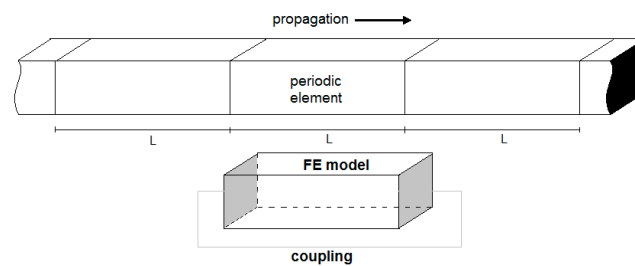 propagation
periodic
element
L
L
L
FE model
coupling